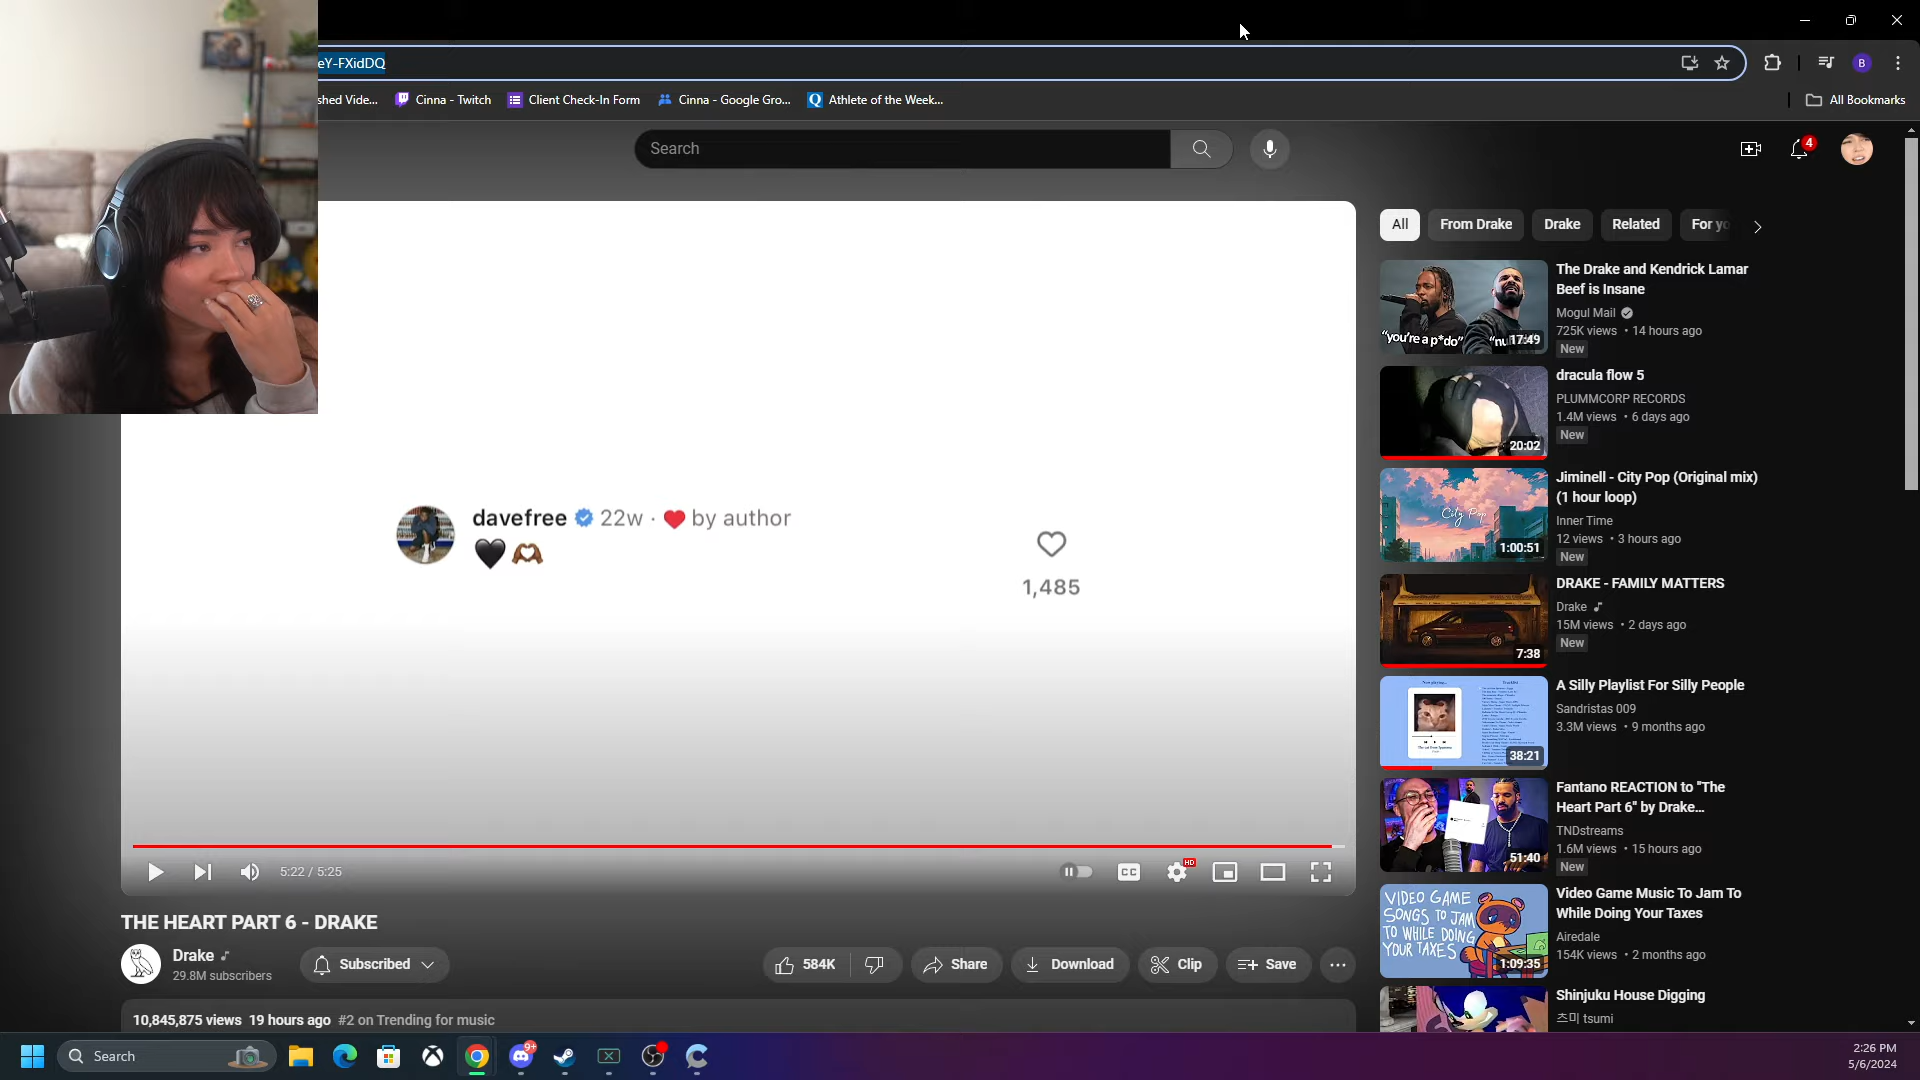 eY-FXidDQ
shed Vide...
Cinna - Twitch
Client Check-In Form
Cinna - Google Gro...
Athlete of the Week...
All Bookmarks
B
Search
4
davefree 22w · ❤️ by author
🖤🫶🏾
1,485
5:22 / 5:25
CC
HD
THE HEART PART 6 - DRAKE
Drake
29.8M subscribers
Subscribed
584K
Share
Download
Clip
Save
10,845,875 views 19 hours ago #2 on Trending for music
All
From Drake
Drake
Related
For yo
"you're a p*do"
17:49
The Drake and Kendrick Lamar
Beef is Insane
Mogul Mail
725K views • 14 hours ago
New
20:02
dracula flow 5
PLUMMCORP RECORDS
1.4M views • 6 days ago
New
City Pop
1:00:51
Jiminell - City Pop (Original mix)
(1 hour loop)
Inner Time
12 views • 3 hours ago
New
7:38
DRAKE - FAMILY MATTERS
Drake
15M views • 2 days ago
New
38:21
A Silly Playlist For Silly People
Sandristas 009
3.3M views • 9 months ago
51:40
Fantano REACTION to "The
Heart Part 6" by Drake...
TNDstreams
1.6M views • 15 hours ago
New
VIDEO GAME
SONGS TO JAM
TO WHILE DOING
YOUR TAXES
1:09:35
Video Game Music To Jam To
While Doing Your Taxes
Airedale
154K views • 2 months ago
Shinjuku House Digging
츠미 tsumi
Search
9+
2:26 PM
5/6/2024